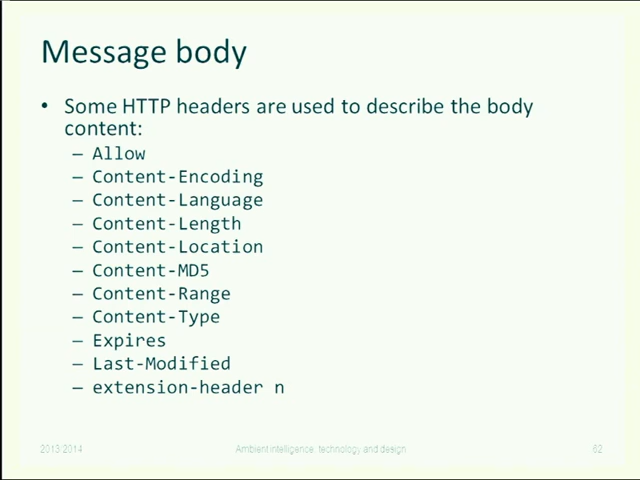 Message body
• Some HTTP headers are used to describe the body
content:
– Allow
– Content-Encoding
– Content-Language
– Content-Length
– Content-Location
– Content-MD5
– Content-Range
– Content-Type
– Expires
– Last-Modified
– extension-header n
2013/2014 Ambient intelligence: technology and design 62